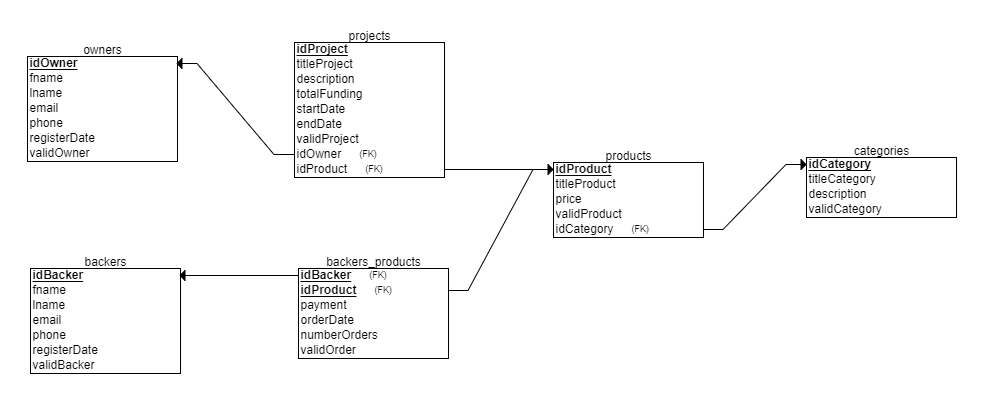 owners
idOwner
fname
lname
email
phone
registerDate
validOwner
projects
idProject
titleProject
description
totalFunding
startDate
endDate
validProject
idOwner (FK)
idProduct (FK)
products
idProduct
titleProduct
price
validProduct
idCategory (FK)
categories
idCategory
titleCategory
description
validCategory
backers
idBacker
fname
lname
email
phone
registerDate
validBacker
backers_products
idBacker (FK)
idProduct (FK)
payment
orderDate
numberOrders
validOrder